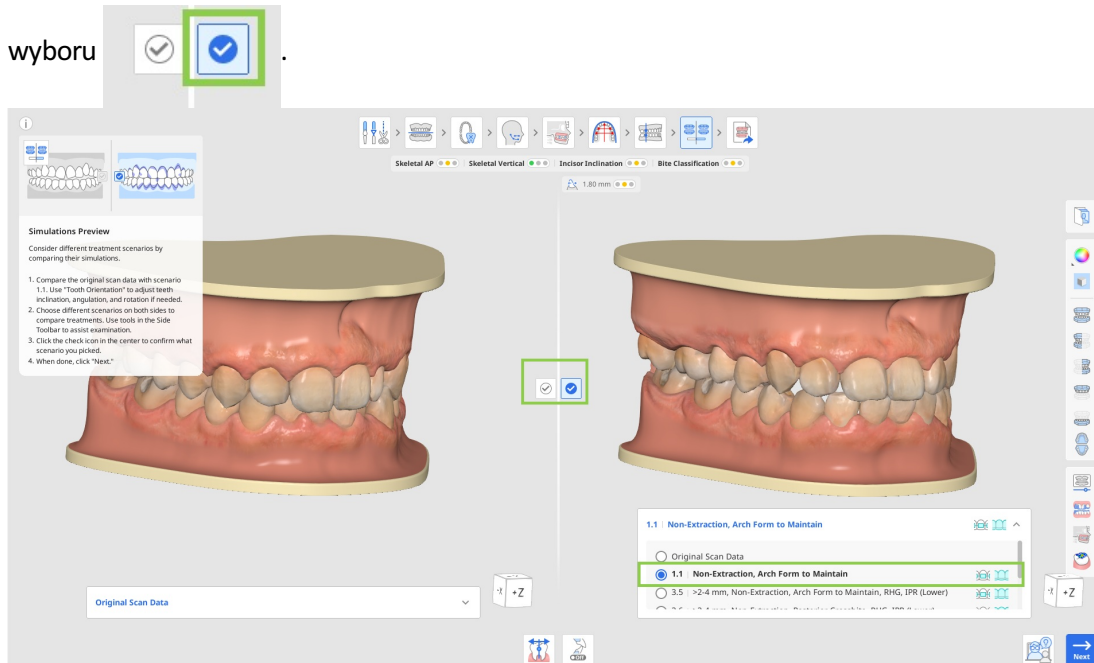 wyboru .
i
Skeletal AP Skeletal Vertical Incisor Inclination Bite Classification
1.80 mm
Simulations Preview
Consider different treatment scenarios by
comparing their simulations.
1. Compare the original scan data with scenario
1.1. Use "Tooth Orientation" to adjust teeth
inclination, angulation, and rotation if needed.
2. Choose different scenarios on both sides to
compare treatments. Use tools in the Side
Toolbar to assist examination.
3. Click the check icon in the center to confirm what
scenario you picked.
4. When done, click "Next."
1.1 Non-Extraction, Arch Form to Maintain
Original Scan Data
1.1 Non-Extraction, Arch Form to Maintain
3.5 >2-4 mm, Non-Extraction, Arch Form to Maintain, RHG, IPR (Lower)
Original Scan Data
-X +Z
-X +Z
OFF
Next